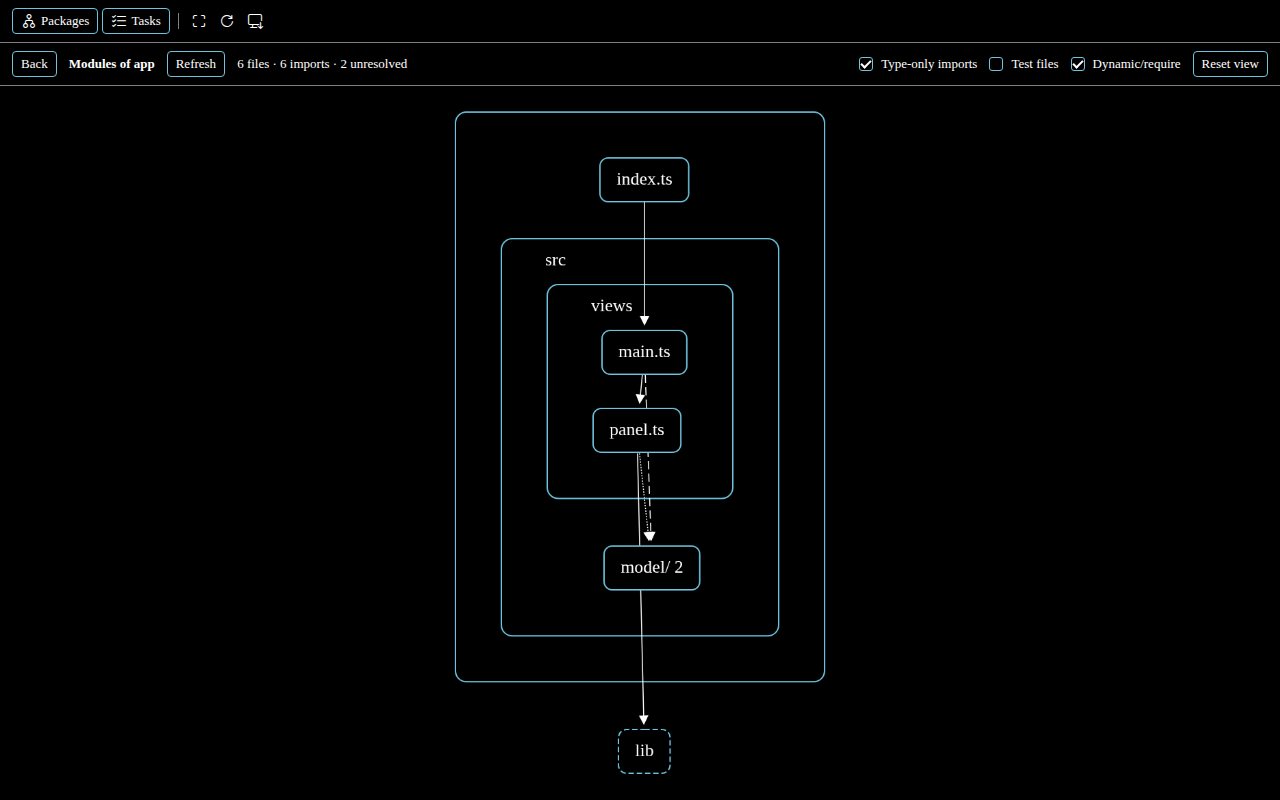 Packages
Tasks
Back
Modules of app
Refresh
6 files · 6 imports · 2 unresolved
Type-only imports
Test files
Dynamic/require
Reset view
index.ts
src
views
main.ts
panel.ts
model/ 2
lib